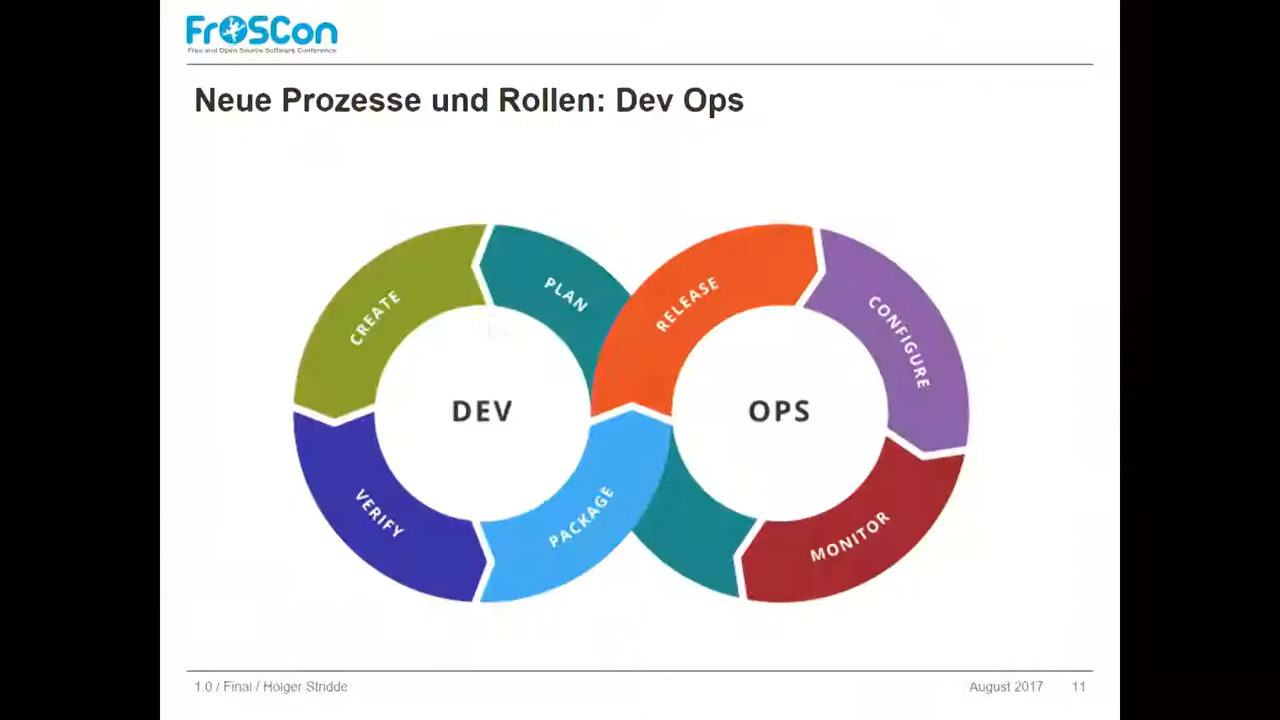 FrOSCon
Free and Open Source Software Conference
Neue Prozesse und Rollen: Dev Ops
CREATE
PLAN
RELEASE
CONFIGURE
DEV
OPS
VERIFY
PACKAGE
MONITOR
1.0 / Final / Holger Stridde
August 2017
11